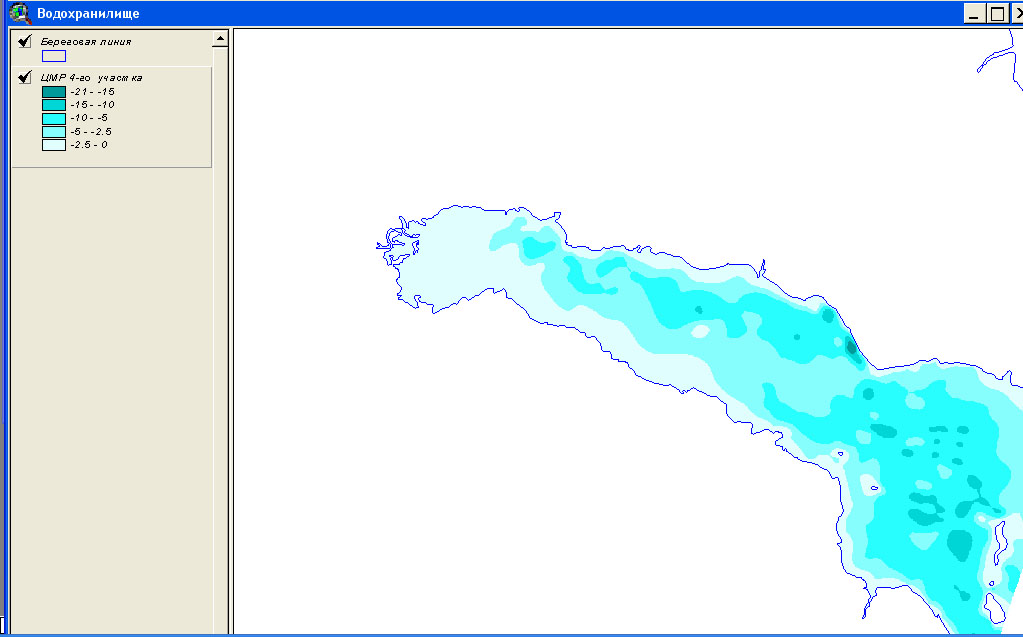 Водохранилище
Береговая линия
ЦМР 4-го участка
-21 - -15
-15 - -10
-10 - -5
-5 - -2.5
-2.5 - 0